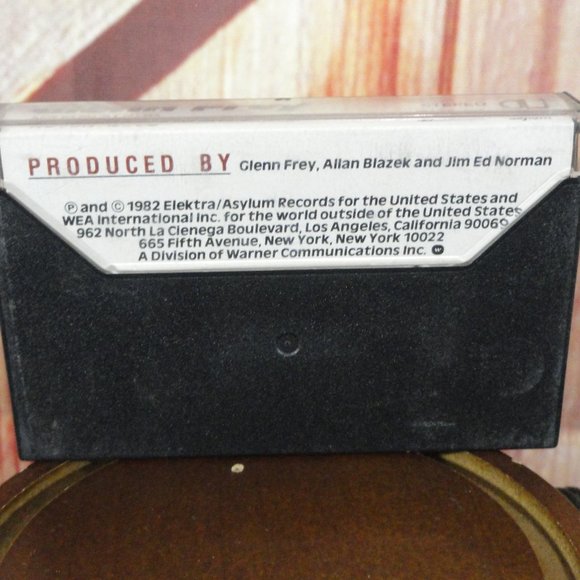 PRODUCED BY Glenn Frey, Allan Blazek and Jim Ed Norman
Ⓟ and © 1982 Elektra/Asylum Records for the United States and
WEA International Inc. for the world outside of the United States
962 North La Cienega Boulevard, Los Angeles, California 90069
665 Fifth Avenue, New York, New York 10022
A Division of Warner Communications Inc.